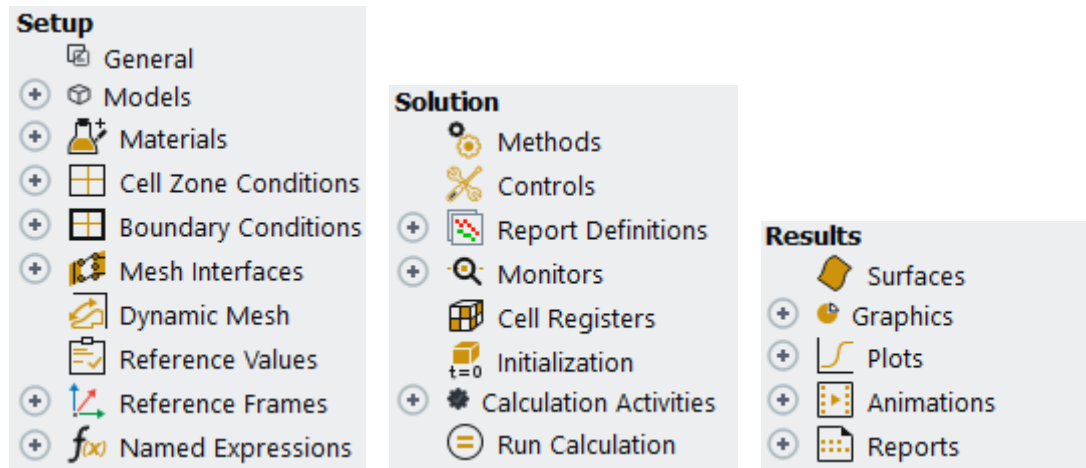 Setup
General
Models
Materials
Cell Zone Conditions
Boundary Conditions
Mesh Interfaces
Dynamic Mesh
Reference Values
Reference Frames
f(x) Named Expressions
Solution
Methods
Controls
Report Definitions
Monitors
Cell Registers
t=0 Initialization
Calculation Activities
Run Calculation
Results
Surfaces
Graphics
Plots
Animations
Reports